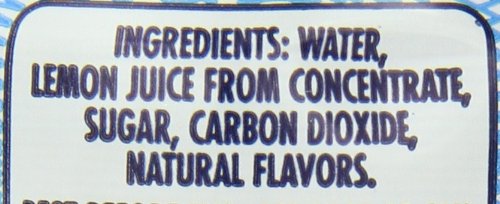 INGREDIENTS: WATER,
LEMON JUICE FROM CONCENTRATE,
SUGAR, CARBON DIOXIDE,
NATURAL FLAVORS.